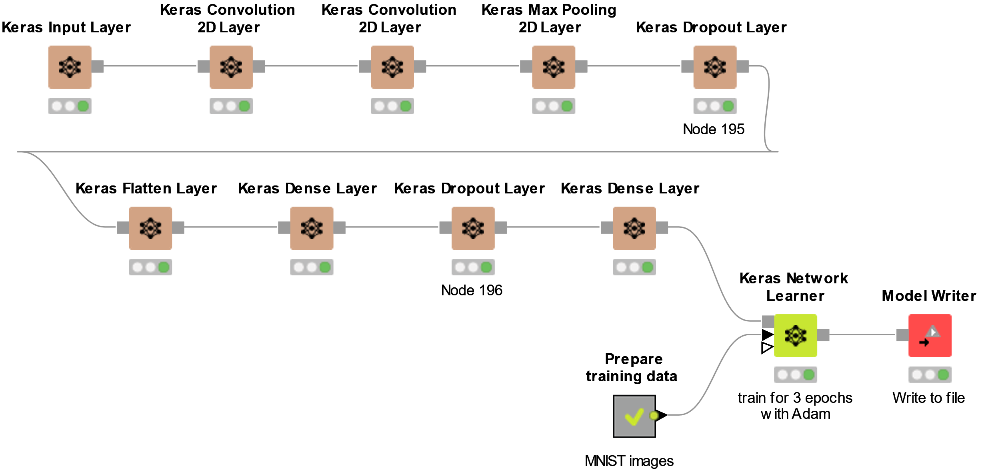 Keras Input Layer
Keras Convolution
2D Layer
Keras Convolution
2D Layer
Keras Max Pooling
2D Layer
Keras Dropout Layer
Node 195
Keras Flatten Layer
Keras Dense Layer
Keras Dropout Layer
Keras Dense Layer
Node 196
Keras Network
Learner
Model Writer
Prepare
training data
train for 3 epochs
with Adam
Write to file
MNIST images